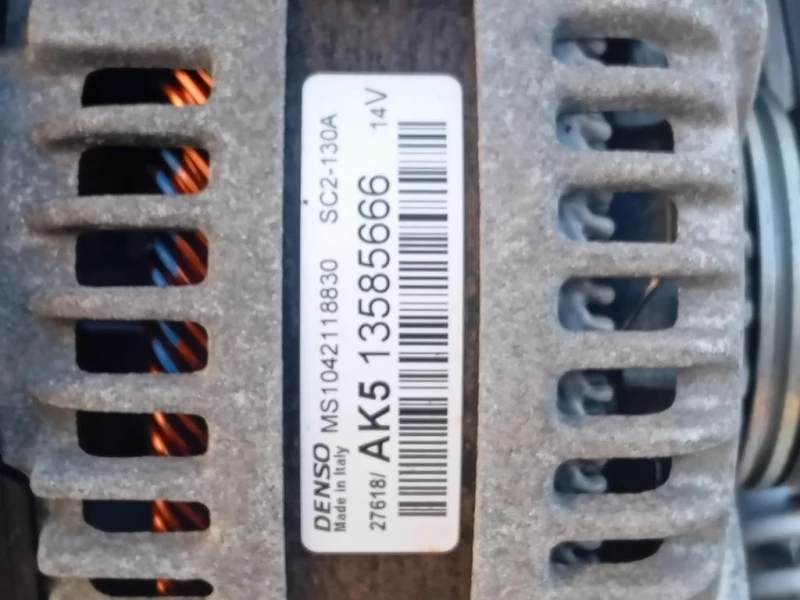 DENSO MS1042118830 SC2-130A
Made in Italy 14V
27618/ AK5 13585666